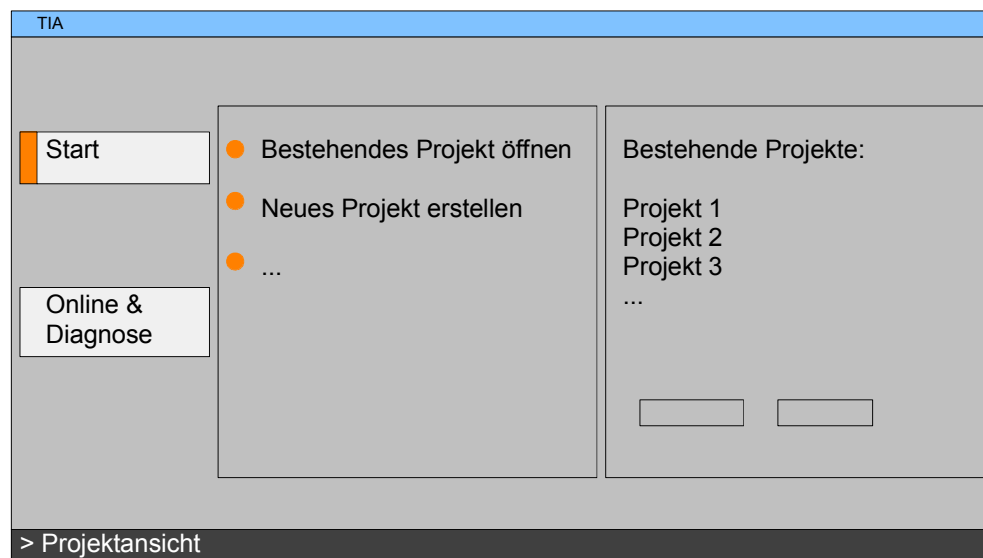 TIA
Start
Online &
Diagnose
Bestehendes Projekt öffnen
Neues Projekt erstellen
...
Bestehende Projekte:
Projekt 1
Projekt 2
Projekt 3
...
> Projektansicht